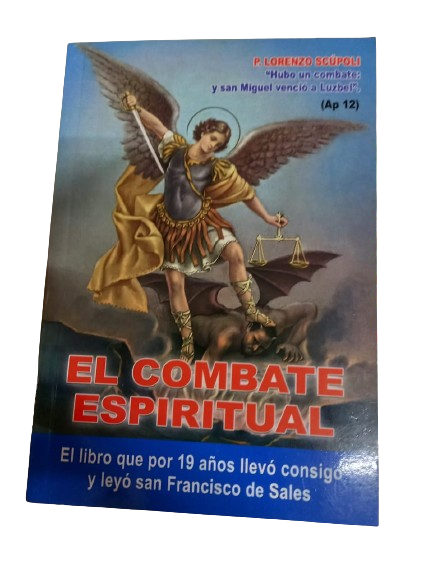 P. LORENZO SCÚPOLI
"Hubo un combate:
y san Miguel venció a Luzbel".
(Ap 12)
EL COMBATE
ESPIRITUAL
El libro que por 19 años llevó consigo
y leyó san Francisco de Sales